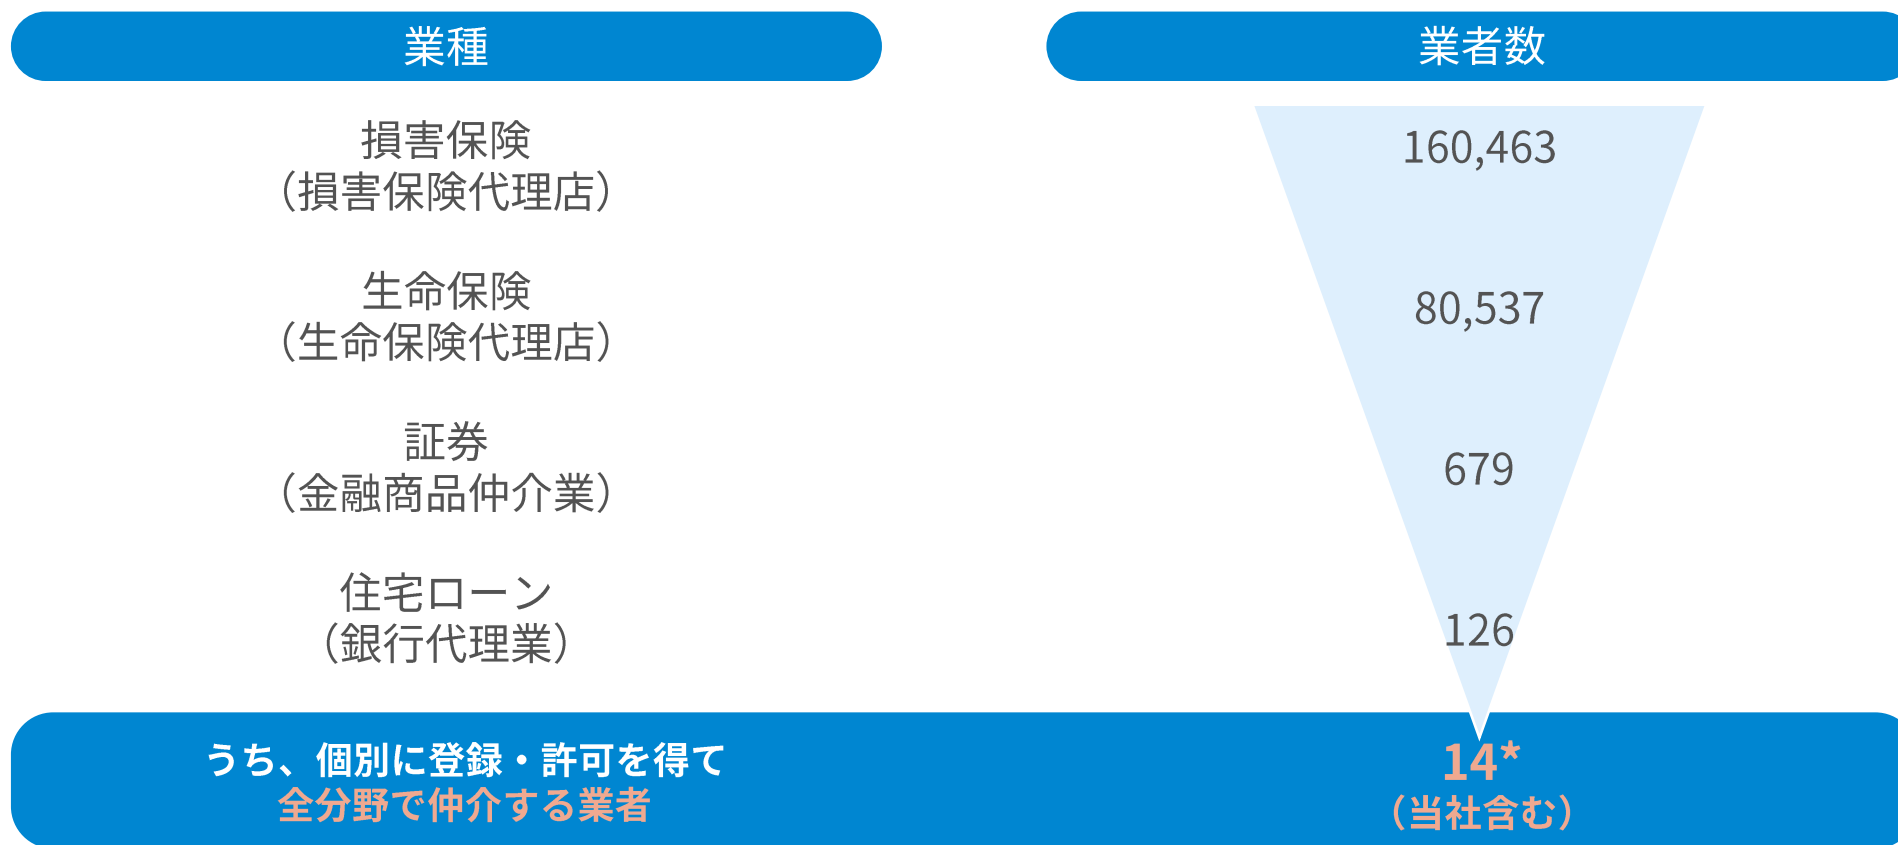 業種
業者数
損害保険
（損害保険代理店）
160,463
生命保険
（生命保険代理店）
80,537
証券
（金融商品仲介業）
679
住宅ローン
（銀行代理業）
126
うち、個別に登録・許可を得て
全分野で仲介する業者
14*
（当社含む）